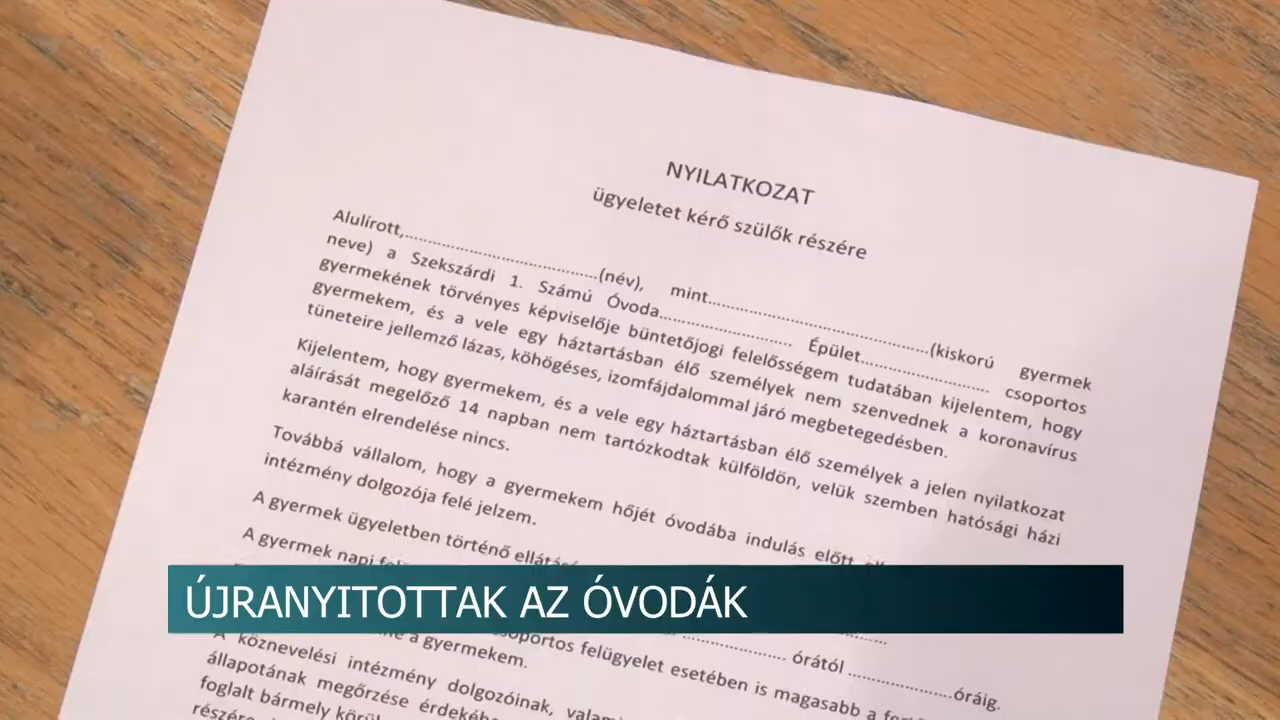 NYILATKOZAT
ügyeletet kérő szülők részére
Alulírott,..............................(név), mint..................................(kiskorú gyermek
neve) a Szekszárdi 1. Számú Óvoda.................... Épület.................... csoportos
gyermekének törvényes képviselője büntetőjogi felelősségem tudatában kijelentem, hogy
gyermekem, és a vele egy háztartásban élő személyek nem szenvednek a koronavírus
tüneteire jellemző lázas, köhögéses, izomfájdalommal járó megbetegedésben.
Kijelentem, hogy gyermekem, és a vele egy háztartásban élő személyek a jelen nyilatkozat
aláírását megelőző 14 napban nem tartózkodtak külföldön, velük szemben hatósági házi
karantén elrendelése nincs.
Továbbá vállalom, hogy a gyermekem hőjét óvodába indulás előtt
intézmény dolgozója felé jelzem.
A gyermek ügyeletben történő
A gyermek napi
ÚJRANYITOTTAK AZ ÓVODÁK
.................... órától ....................óráig.
csoportos felügyelet esetében is magasabb a
a gyermekem.
A köznevelési intézmény dolgozóinak,
állapotának megőrzése
foglalt bármely